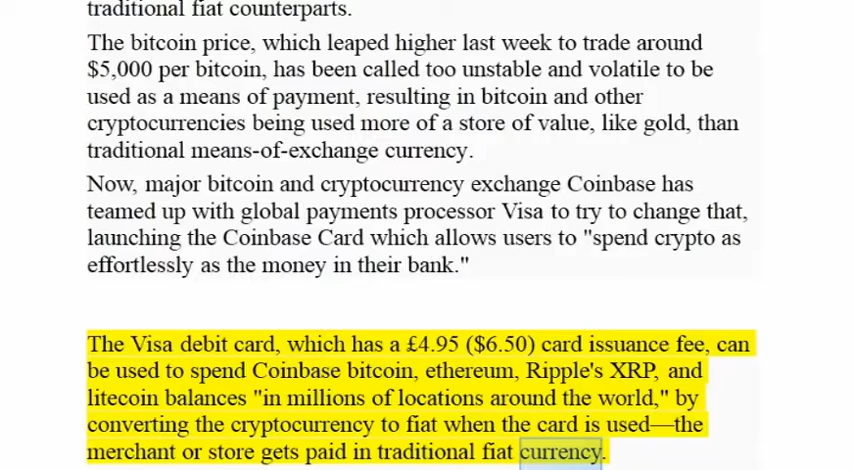 traditional fiat counterparts.
The bitcoin price, which leaped higher last week to trade around
$5,000 per bitcoin, has been called too unstable and volatile to be
used as a means of payment, resulting in bitcoin and other
cryptocurrencies being used more of a store of value, like gold, than
traditional means-of-exchange currency.
Now, major bitcoin and cryptocurrency exchange Coinbase has
teamed up with global payments processor Visa to try to change that,
launching the Coinbase Card which allows users to "spend crypto as
effortlessly as the money in their bank."
The Visa debit card, which has a £4.95 ($6.50) card issuance fee, can
be used to spend Coinbase bitcoin, ethereum, Ripple's XRP, and
litecoin balances "in millions of locations around the world," by
converting the cryptocurrency to fiat when the card is used—the
merchant or store gets paid in traditional fiat currency.